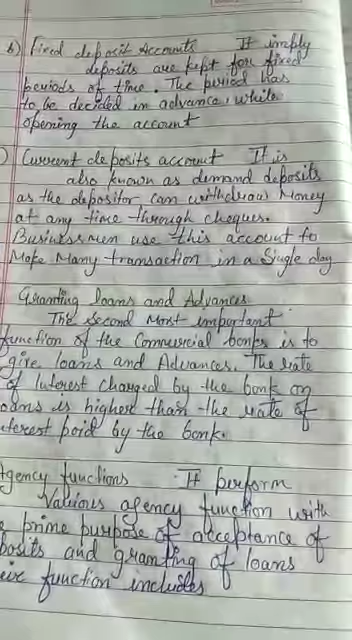 b) Fixed deposit accounts It imply
deposits are kept for fixed
periods of time. The period has
to be decided in advance, while
opening the account
) Current deposits account It is
also known as demand deposits
as the depositor can withdraw money
at any time through cheques.
Businessmen use this account to
Make Many transaction in a Single day
Granting loans and Advances
The second most important
function of the Commercial banks is to
give loans and Advances. The rate
of Interest charged by the bank on
oans is higher than the rate of
terest paid by the bank.
Agency functions It perform
Various agency function with
prime purpose of acceptance of
posits and granting of loans
function includes